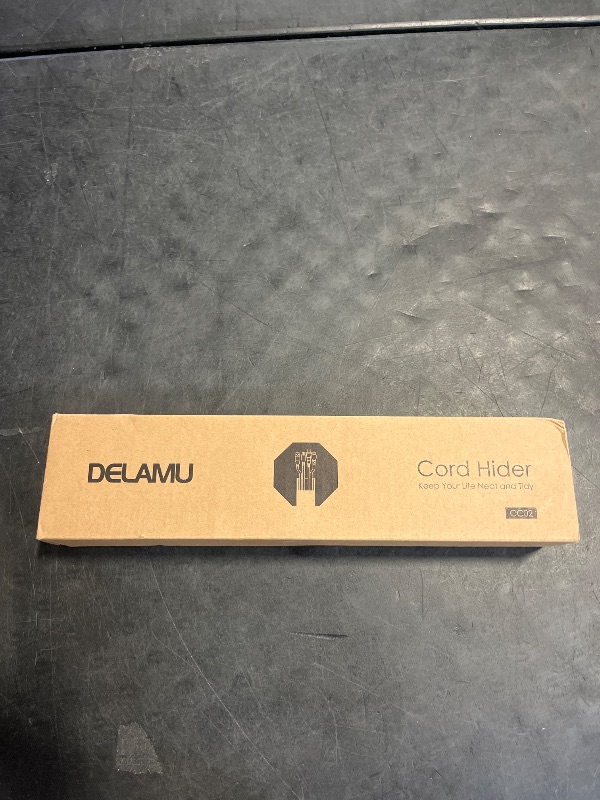 DELAMU
Cord Hider
Keep Your Life Neat and Tidy
CC02